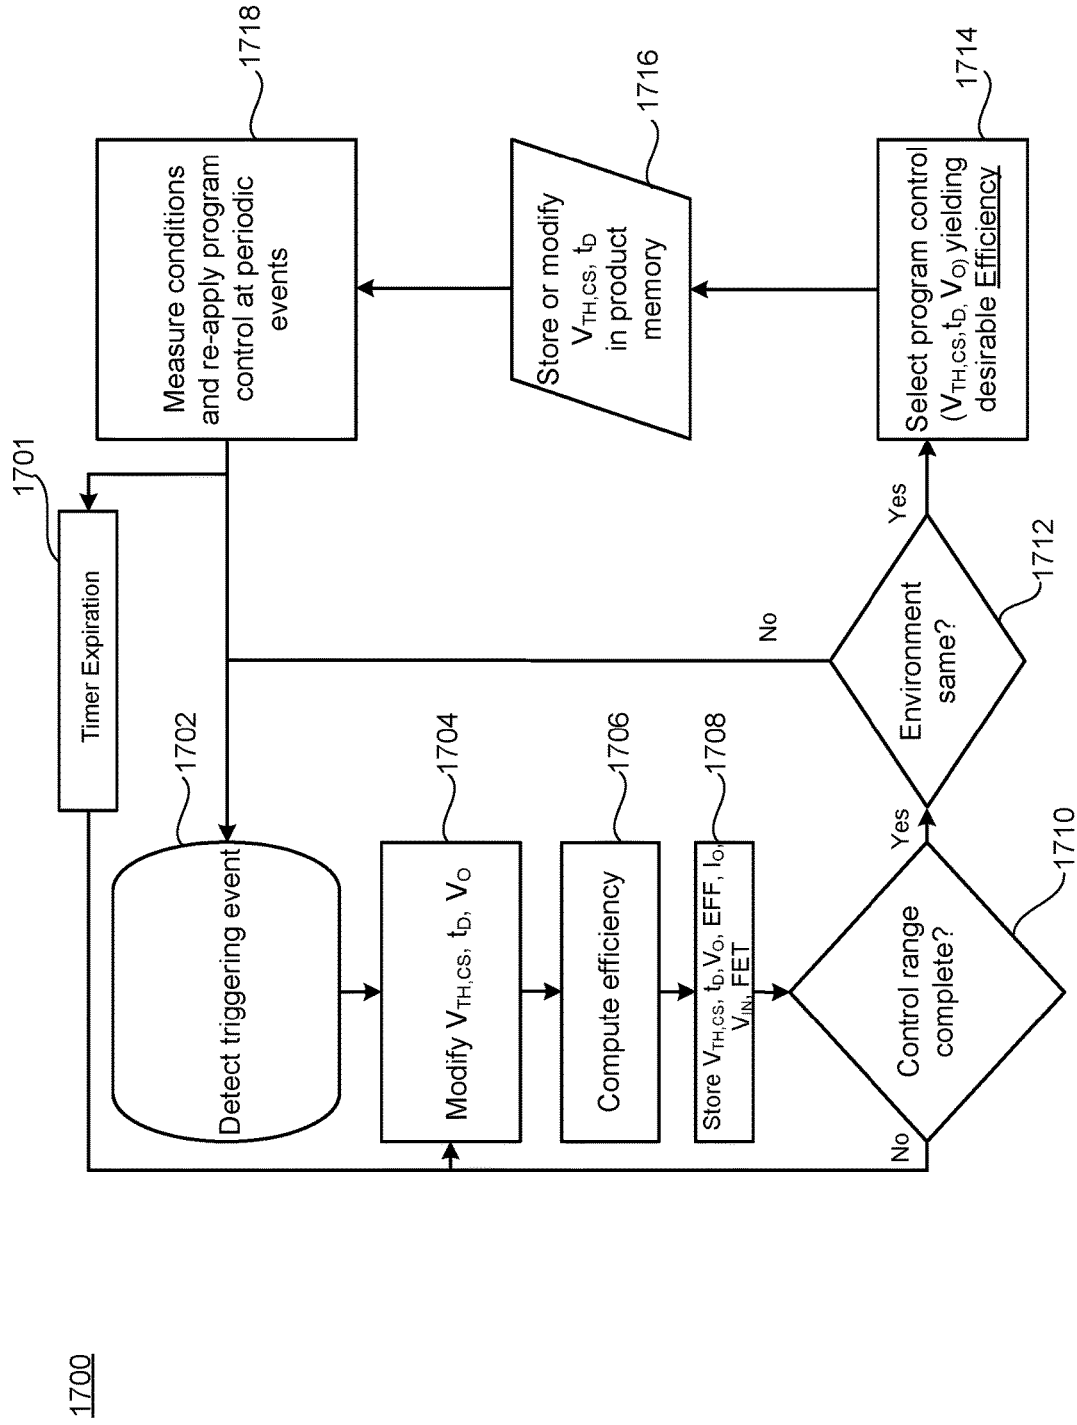 1700
1701
Timer Expiration
1702
Detect triggering event
1704
Modify V_TH,CS, t_D, V_O
1706
Compute efficiency
1708
Store V_TH,CS, t_D,V_O, EFF, I_O,
V_IN, FET
1710
Control range
complete?
No
Yes
1712
Environment
same?
No
Yes
1714
Select program control
(V_TH,CS, t_D, V_O) yielding
desirable Efficiency
1716
Store or modify
V_TH,CS, t_D
in product
memory
1718
Measure conditions
and re-apply program
control at periodic
events